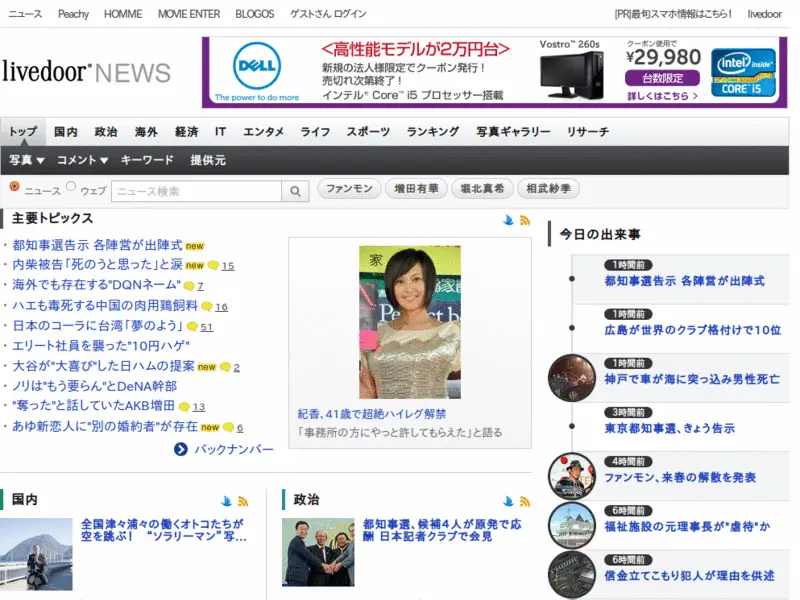 ニュース Peachy HOMME MOVIE ENTER BLOGOS ゲストさん ログイン [PR]最旬スマホ情報はこちら! livedoor
livedoor NEWS
DELL
The power to do more
<高性能モデルが2万円台>
新規の法人様限定でクーポン発行!
売切れ次第終了!
インテル® Core™ i5 プロセッサー搭載
Vostro™ 260s
クーポン使用で
¥29,980
台数限定
詳しくはこちら >
intel inside™
CORE™ i5
トップ 国内 政治 海外 経済 IT エンタメ ライフ スポーツ ランキング 写真ギャラリー リサーチ
写真▼ コメント▼ キーワード 提供元
ニュース ウェブ ニュース検索 ファンモン 増田有華 堀北真希 相武紗季
主要トピックス
・都知事選告示 各陣営が出陣式 new
・内柴被告「死のうと思った」と涙 new 15
・海外でも存在する"DQNネーム" 7
・ハエも毒死する中国の肉用鶏飼料 16
・日本のコーラに台湾「夢のよう」 51
・エリート社員を襲った"10円ハゲ"
・大谷が"大喜び"した日ハムの提案 new 2
・ノリは"もう要らん"とDeNA幹部
・"奪った"と話していたAKB増田 13
・あゆ新恋人に"別の婚約者"が存在 new 6
バックナンバー
家
Perfect b
紀香、41歳で超絶ハイレグ解禁
「事務所の方にやっと許してもらえた」と語る
今日の出来事
1時間前
都知事選告示 各陣営が出陣式
1時間前
広島が世界のクラブ格付けで10位
1時間前
神戸で車が海に突っ込み男性死亡
3時間前
東京都知事選、きょう告示
4時間前
ファンモン、来春の解散を発表
6時間前
福祉施設の元理事長が"虐待"か
6時間前
信金立てこもり犯人が理由を供述
国内
全国津々浦々の働くオトコたちが
空を跳ぶ! “ソラリーマン”写...
政治
都知事選、候補4人が原発で応
酬 日本記者クラブで会見